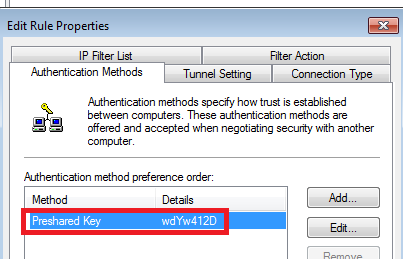 Edit Rule Properties
IP Filter List
Filter Action
Authentication Methods
Tunnel Setting
Connection Type
Authentication methods specify how trust is established
between computers. These authentication methods are
offered and accepted when negotiating security with another
computer.
Authentication method preference order:
Method Details
Add...
Preshared Key wdYw412D
Edit...
Remove